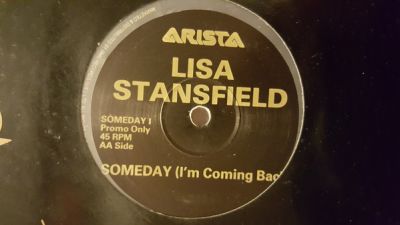 ARISTA
LISA
STANSFIELD
SOMEDAY 1
Promo Only
45 RPM
AA Side
SOMEDAY (I'm Coming Bac